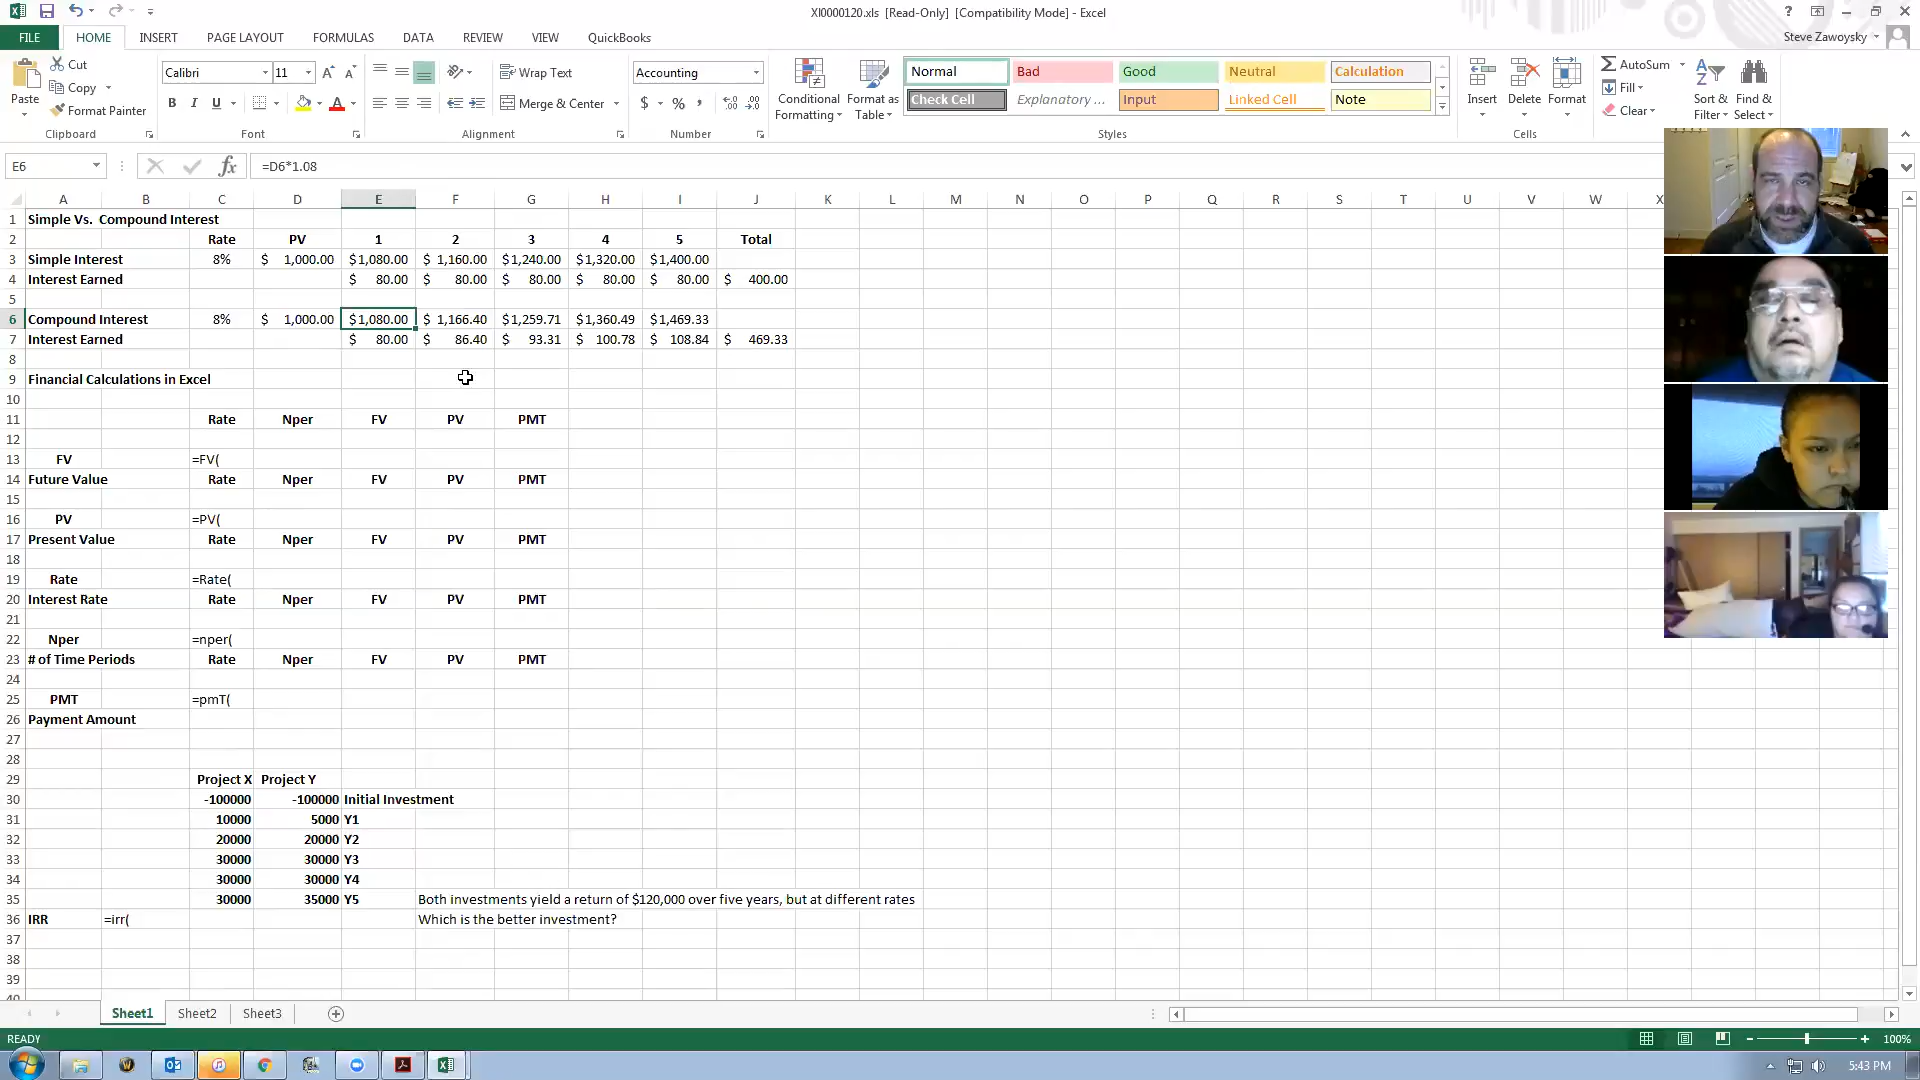 XI0000120.xls [Read-Only] [Compatibility Mode] - Excel
FILE HOME INSERT PAGE LAYOUT FORMULAS DATA REVIEW VIEW QuickBooks Steve Zawoysky
Cut
Copy
Format Painter
Paste
Clipboard
Calibri 11
B I U
Font
Wrap Text
Merge & Center
Alignment
Accounting
$ % ,
Number
Conditional Formatting
Format as Table
Normal Bad Good Neutral Calculation
Check Cell Explanatory ... Input Linked Cell Note
Styles
Insert Delete Format
Cells
AutoSum
Fill
Clear
Sort & Filter
Find & Select
E6 fx =D6*1.08
A B C D E F G H I J K L M N O P Q R S T U V W X
1 Simple Vs. Compound Interest
2 Rate PV 1 2 3 4 5 Total
3 Simple Interest 8% $ 1,000.00 $1,080.00 $ 1,160.00 $1,240.00 $1,320.00 $1,400.00
4 Interest Earned $ 80.00 $ 80.00 $ 80.00 $ 80.00 $ 80.00 $ 400.00
5
6 Compound Interest 8% $ 1,000.00 $1,080.00 $ 1,166.40 $1,259.71 $1,360.49 $1,469.33
7 Interest Earned $ 80.00 $ 86.40 $ 93.31 $ 100.78 $ 108.84 $ 469.33
8
9 Financial Calculations in Excel
10
11 Rate Nper FV PV PMT
12
13 FV =FV(
14 Future Value Rate Nper FV PV PMT
15
16 PV =PV(
17 Present Value Rate Nper FV PV PMT
18
19 Rate =Rate(
20 Interest Rate Rate Nper FV PV PMT
21
22 Nper =nper(
23 # of Time Periods Rate Nper FV PV PMT
24
25 PMT =pmT(
26 Payment Amount
27
28
29 Project X Project Y
30 -100000 -100000 Initial Investment
31 10000 5000 Y1
32 20000 20000 Y2
33 30000 30000 Y3
34 30000 30000 Y4
35 30000 35000 Y5 Both investments yield a return of $120,000 over five years, but at different rates
36 IRR =irr( Which is the better investment?
37
38
39
40
Sheet1 Sheet2 Sheet3
READY 100%
5:43 PM